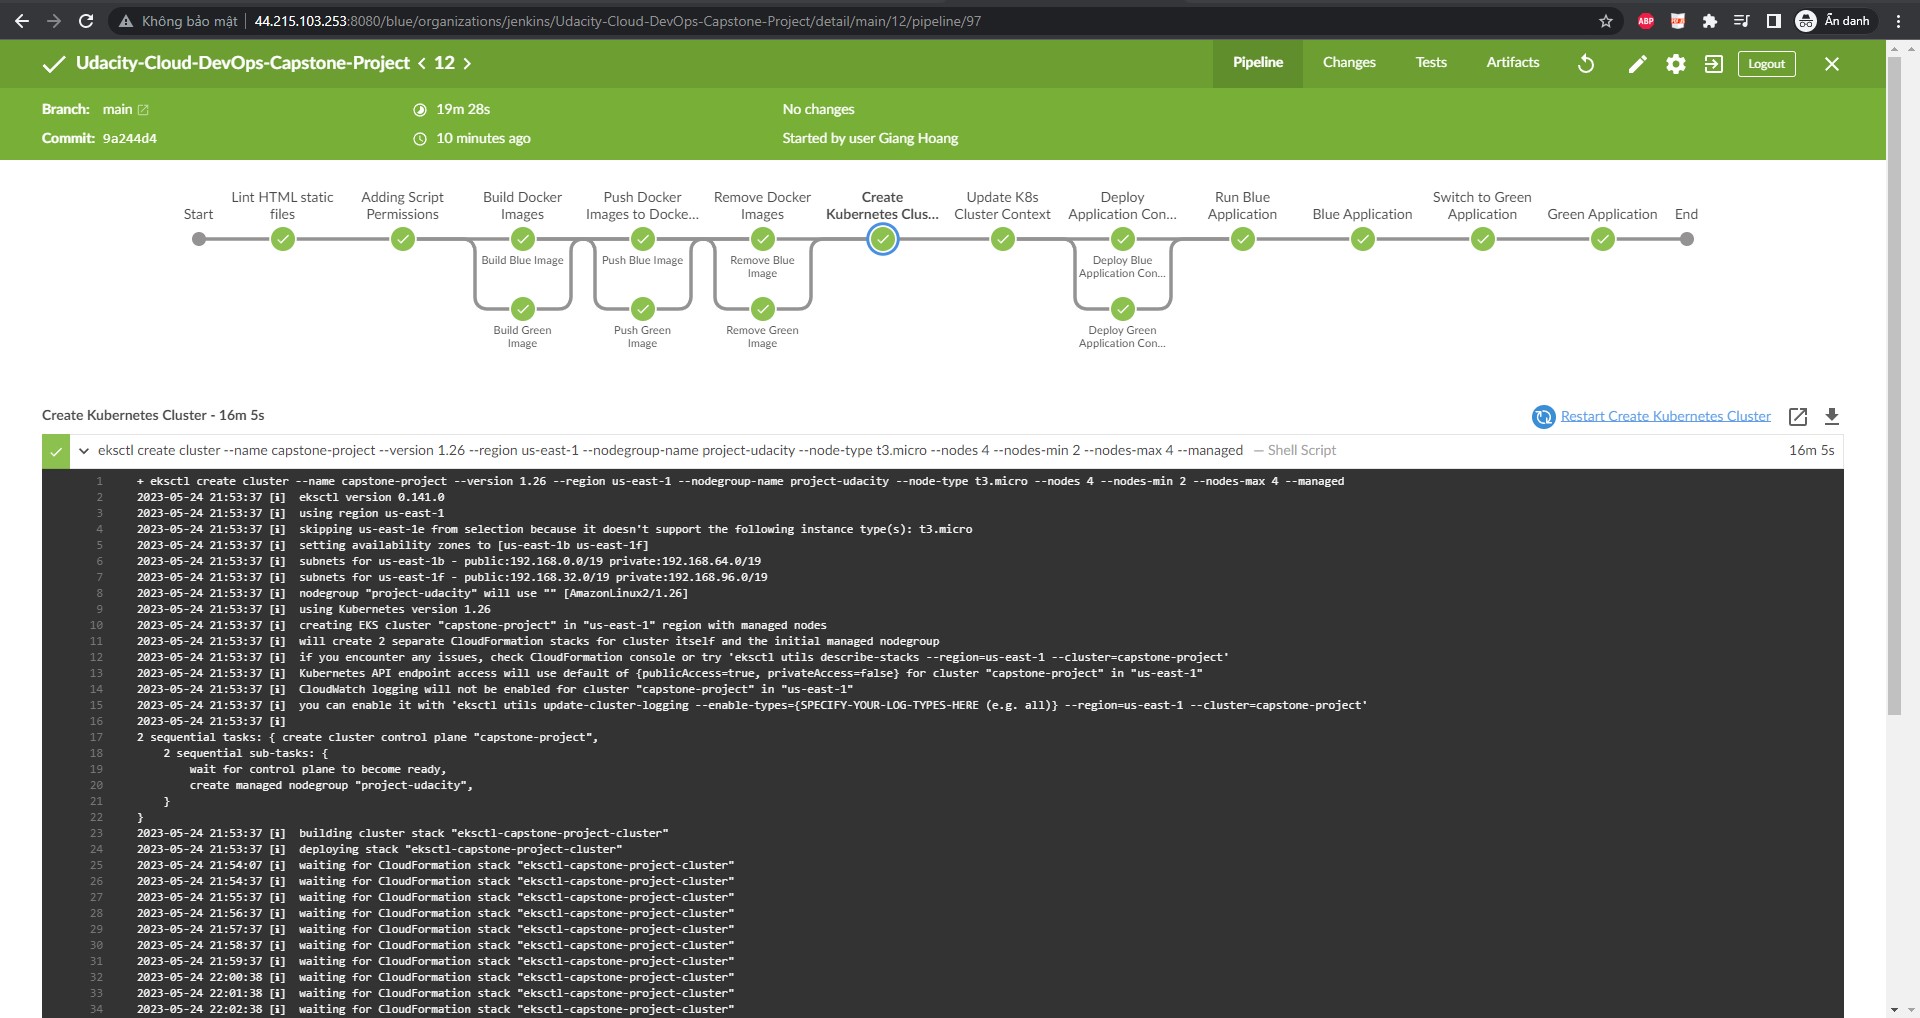 Không bảo mật
44.215.103.253:8080/blue/organizations/jenkins/Udacity-Cloud-DevOps-Capstone-Project/detail/main/12/pipeline/97
ABP
Ẩn danh
Udacity-Cloud-DevOps-Capstone-Project < 12 >
Pipeline
Changes
Tests
Artifacts
Logout
Branch: main
19m 28s
No changes
Commit: 9a244d4
10 minutes ago
Started by user Giang Hoang
Start
Lint HTML static
files
Adding Script
Permissions
Build Docker
Images
Push Docker
Images to Docke...
Remove Docker
Images
Create
Kubernetes Clus...
Update K8s
Cluster Context
Deploy
Application Con...
Run Blue
Application
Blue Application
Switch to Green
Application
Green Application
End
Build Blue Image
Push Blue Image
Remove Blue
Image
Deploy Blue
Application Con...
Build Green
Image
Push Green
Image
Remove Green
Image
Deploy Green
Application Con...
Create Kubernetes Cluster - 16m 5s
Restart Create Kubernetes Cluster
eksctl create cluster --name capstone-project --version 1.26 --region us-east-1 --nodegroup-name project-udacity --node-type t3.micro --nodes 4 --nodes-min 2 --nodes-max 4 --managed — Shell Script
16m 5s
1 + eksctl create cluster --name capstone-project --version 1.26 --region us-east-1 --nodegroup-name project-udacity --node-type t3.micro --nodes 4 --nodes-min 2 --nodes-max 4 --managed
2 2023-05-24 21:53:37 [ℹ]  eksctl version 0.141.0
3 2023-05-24 21:53:37 [ℹ]  using region us-east-1
4 2023-05-24 21:53:37 [ℹ]  skipping us-east-1e from selection because it doesn't support the following instance type(s): t3.micro
5 2023-05-24 21:53:37 [ℹ]  setting availability zones to [us-east-1b us-east-1f]
6 2023-05-24 21:53:37 [ℹ]  subnets for us-east-1b - public:192.168.0.0/19 private:192.168.64.0/19
7 2023-05-24 21:53:37 [ℹ]  subnets for us-east-1f - public:192.168.32.0/19 private:192.168.96.0/19
8 2023-05-24 21:53:37 [ℹ]  nodegroup "project-udacity" will use "" [AmazonLinux2/1.26]
9 2023-05-24 21:53:37 [ℹ]  using Kubernetes version 1.26
10 2023-05-24 21:53:37 [ℹ]  creating EKS cluster "capstone-project" in "us-east-1" region with managed nodes
11 2023-05-24 21:53:37 [ℹ]  will create 2 separate CloudFormation stacks for cluster itself and the initial managed nodegroup
12 2023-05-24 21:53:37 [ℹ]  if you encounter any issues, check CloudFormation console or try 'eksctl utils describe-stacks --region=us-east-1 --cluster=capstone-project'
13 2023-05-24 21:53:37 [ℹ]  Kubernetes API endpoint access will use default of {publicAccess=true, privateAccess=false} for cluster "capstone-project" in "us-east-1"
14 2023-05-24 21:53:37 [ℹ]  CloudWatch logging will not be enabled for cluster "capstone-project" in "us-east-1"
15 2023-05-24 21:53:37 [ℹ]  you can enable it with 'eksctl utils update-cluster-logging --enable-types={SPECIFY-YOUR-LOG-TYPES-HERE (e.g. all)} --region=us-east-1 --cluster=capstone-project'
16 2023-05-24 21:53:37 [ℹ]
17 2 sequential tasks: { create cluster control plane "capstone-project",
18 2 sequential sub-tasks: {
19 wait for control plane to become ready,
20 create managed nodegroup "project-udacity",
21 }
22 }
23 2023-05-24 21:53:37 [ℹ]  building cluster stack "eksctl-capstone-project-cluster"
24 2023-05-24 21:53:37 [ℹ]  deploying stack "eksctl-capstone-project-cluster"
25 2023-05-24 21:54:07 [ℹ]  waiting for CloudFormation stack "eksctl-capstone-project-cluster"
26 2023-05-24 21:54:37 [ℹ]  waiting for CloudFormation stack "eksctl-capstone-project-cluster"
27 2023-05-24 21:55:37 [ℹ]  waiting for CloudFormation stack "eksctl-capstone-project-cluster"
28 2023-05-24 21:56:37 [ℹ]  waiting for CloudFormation stack "eksctl-capstone-project-cluster"
29 2023-05-24 21:57:37 [ℹ]  waiting for CloudFormation stack "eksctl-capstone-project-cluster"
30 2023-05-24 21:58:37 [ℹ]  waiting for CloudFormation stack "eksctl-capstone-project-cluster"
31 2023-05-24 21:59:37 [ℹ]  waiting for CloudFormation stack "eksctl-capstone-project-cluster"
32 2023-05-24 22:00:38 [ℹ]  waiting for CloudFormation stack "eksctl-capstone-project-cluster"
33 2023-05-24 22:01:38 [ℹ]  waiting for CloudFormation stack "eksctl-capstone-project-cluster"
34 2023-05-24 22:02:38 [ℹ]  waiting for CloudFormation stack "eksctl-capstone-project-cluster"